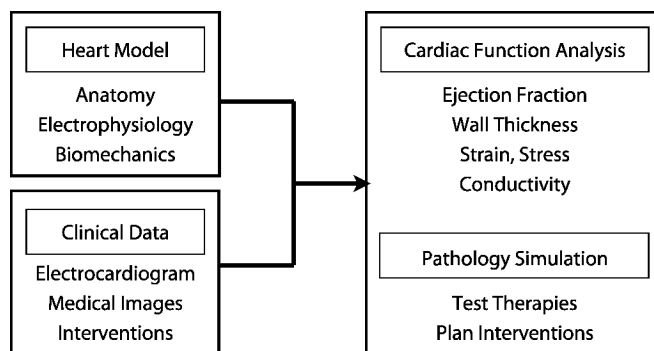 Heart Model
Anatomy
Electrophysiology
Biomechanics
Clinical Data
Electrocardiogram
Medical Images
Interventions
Cardiac Function Analysis
Ejection Fraction
Wall Thickness
Strain, Stress
Conductivity
Pathology Simulation
Test Therapies
Plan Interventions